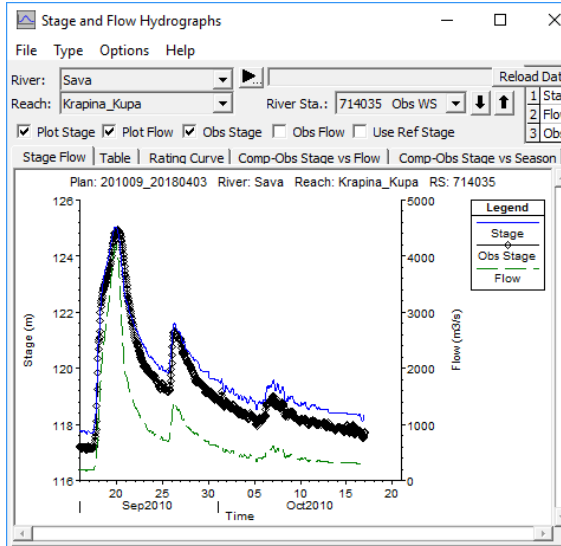 Stage and Flow Hydrographs
File Type Options Help
River: Sava Reload Dat
Reach: Krapina_Kupa River Sta.: 714035 Obs WS 1 Sta
2 Flo
Plot Stage Plot Flow Obs Stage Obs Flow Use Ref Stage 3 Obs
Stage Flow Table Rating Curve Comp-Obs Stage vs Flow Comp-Obs Stage vs Season
Plan: 201009_20180403 River: Sava Reach: Krapina_Kupa RS: 714035
126 5000
Legend
Stage
Obs Stage
Flow
124 4000
122 3000
Stage (m)
Flow (m3/s)
120 2000
118 1000
116 0
20 25 30 05 10 15 20
Sep2010 Oct2010
Time